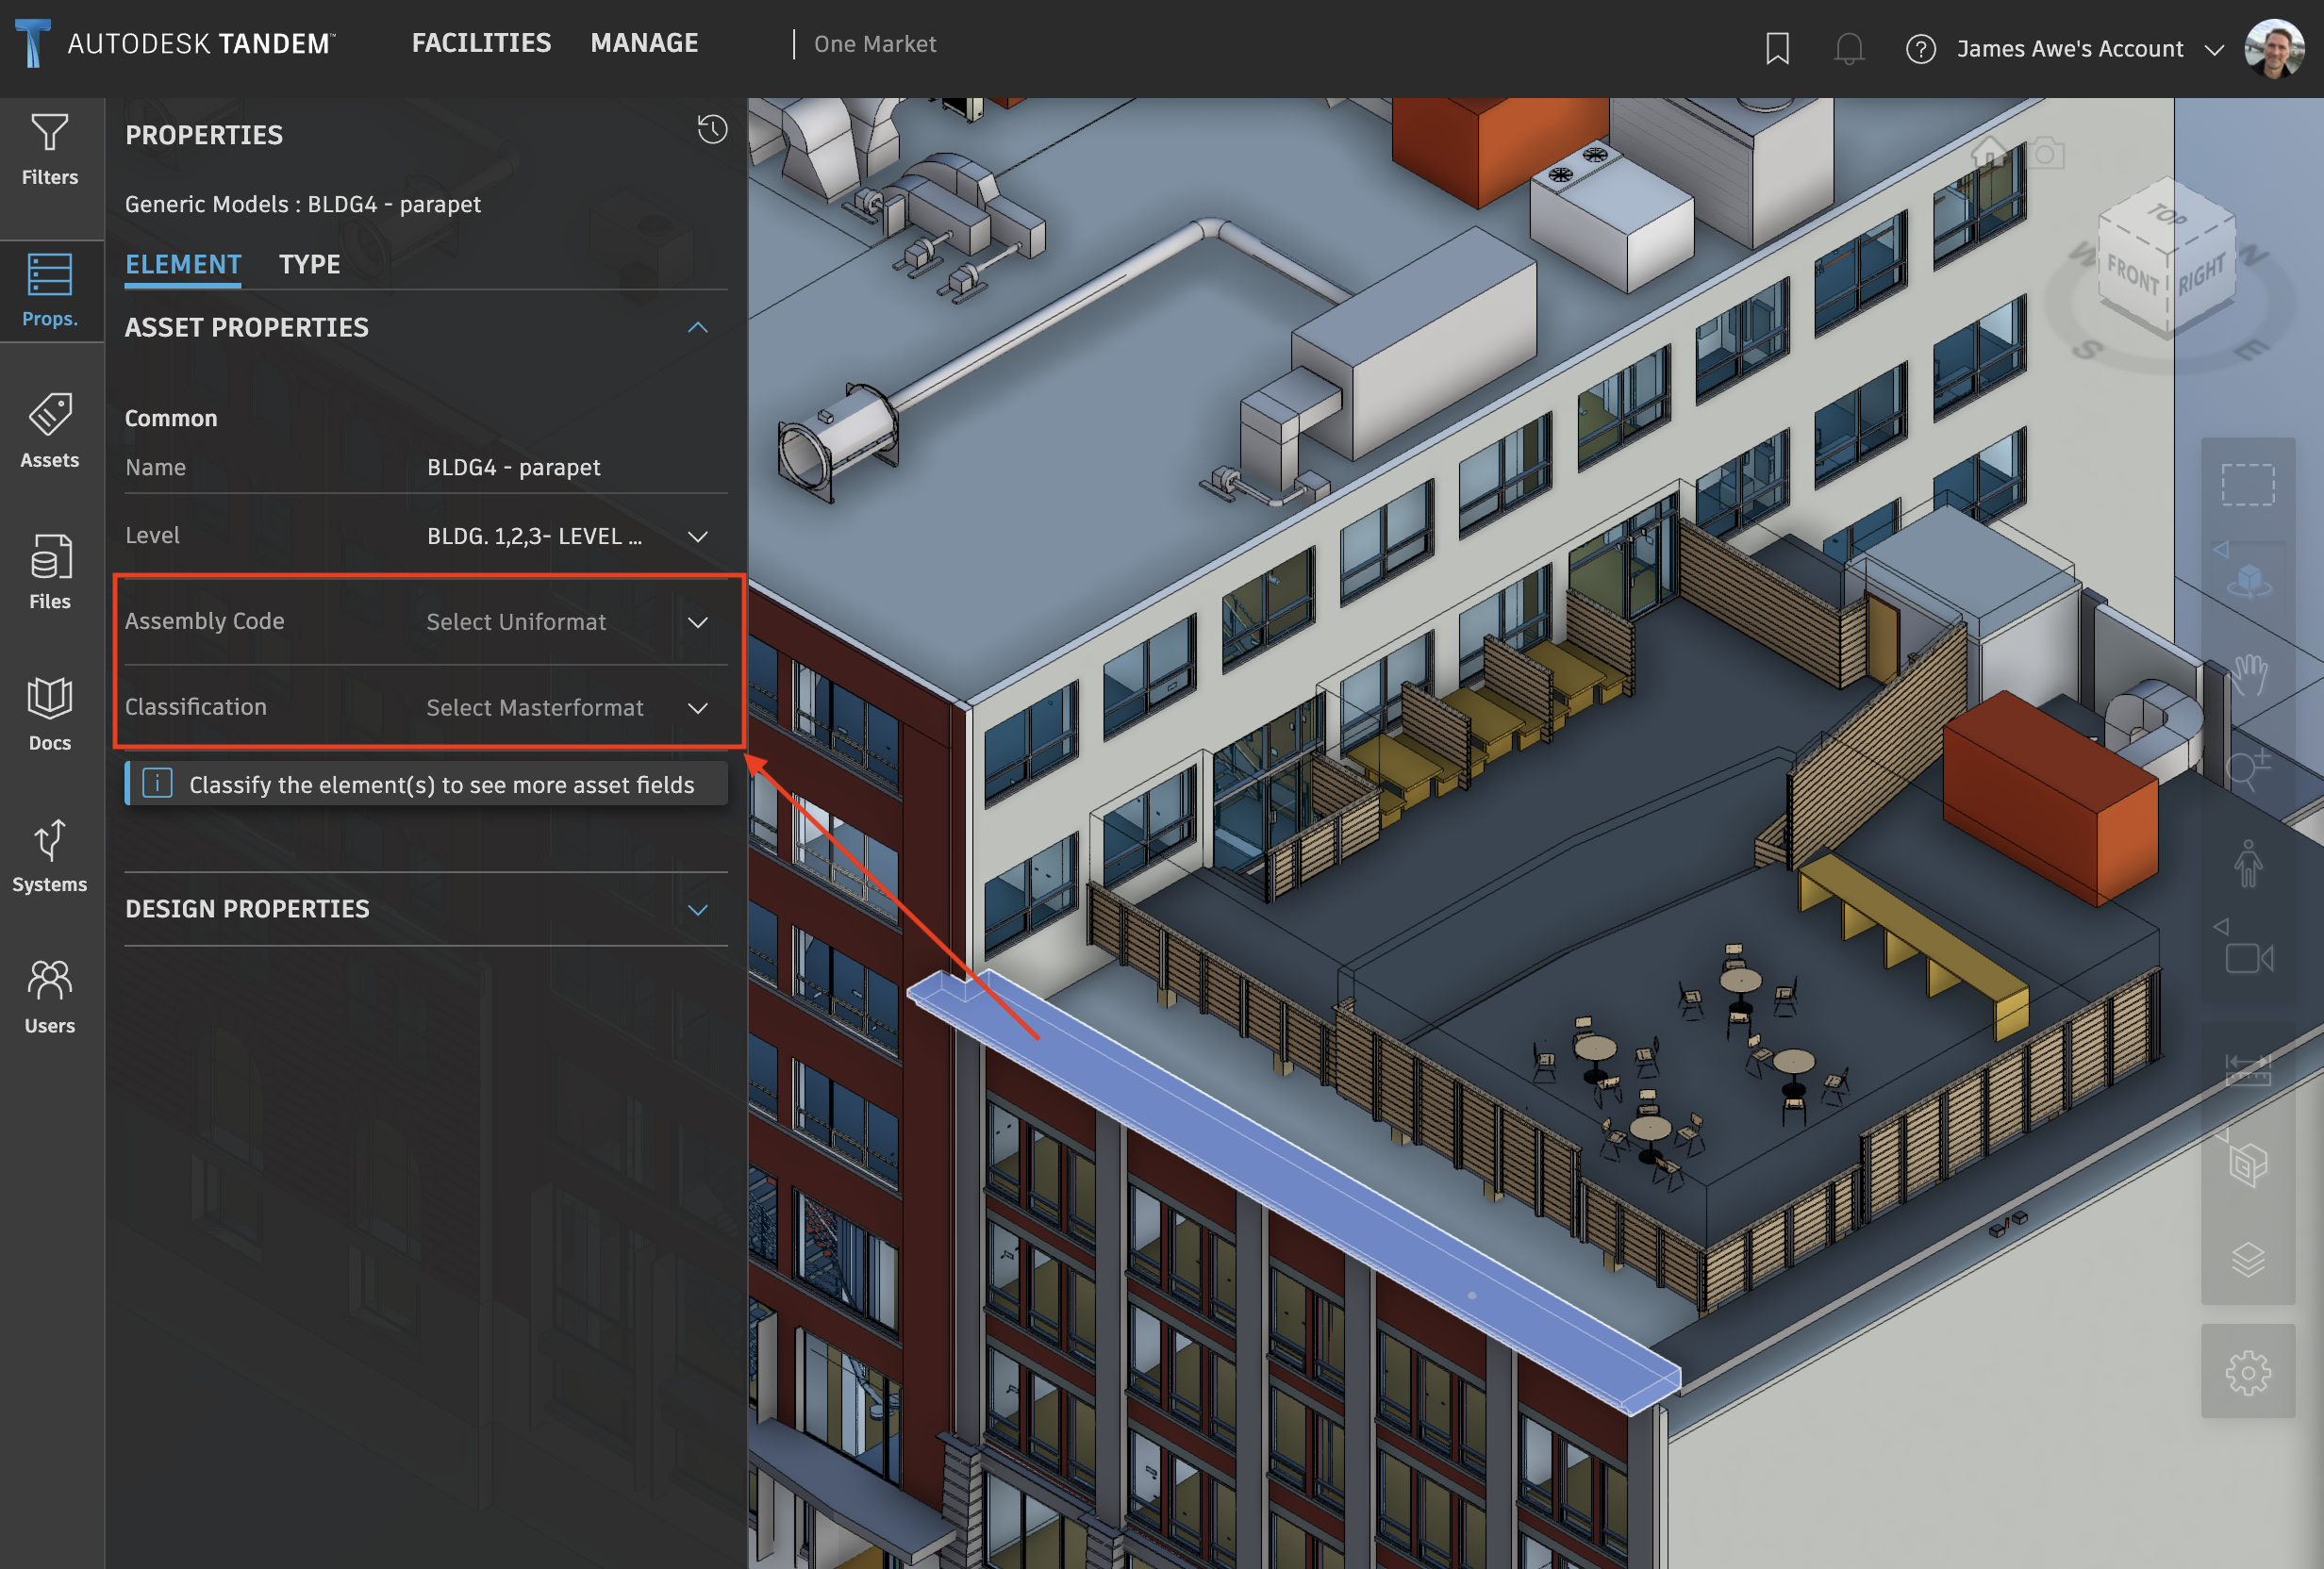 AUTODESK TANDEM™
FACILITIES
MANAGE
One Market
James Awe's Account
Filters
Props.
Assets
Files
Docs
Systems
Users
PROPERTIES
Generic Models : BLDG4 - parapet
ELEMENT
TYPE
ASSET PROPERTIES
Common
Name BLDG4 - parapet
Level BLDG. 1,2,3- LEVEL ...
Assembly Code Select Uniformat
Classification Select Masterformat
Classify the element(s) to see more asset fields
DESIGN PROPERTIES
TOP
FRONT
RIGHT
W
N
S
E